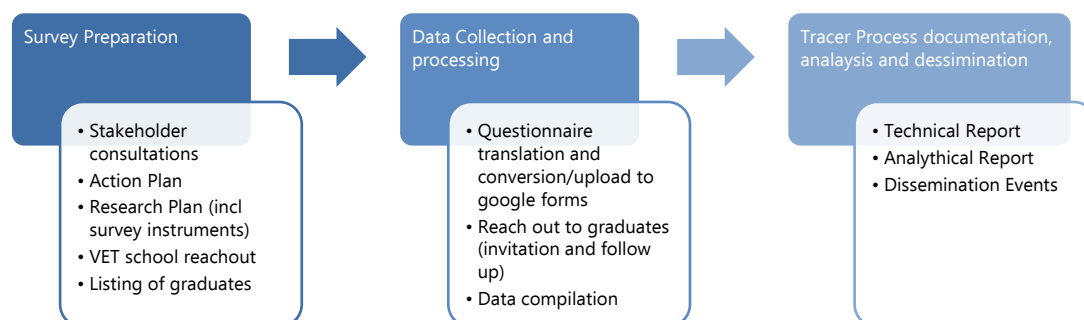 Survey Preparation
• Stakeholder
consultations
• Action Plan
• Research Plan (incl
survey instruments)
• VET school reachout
• Listing of graduates
Data Collection and
processing
• Questionnaire
translation and
conversion/upload to
google forms
• Reach out to graduates
(invitation and follow
up)
• Data compilation
Tracer Process documentation,
analaysis and dessimination
• Technical Report
• Analythical Report
• Dissemination Events